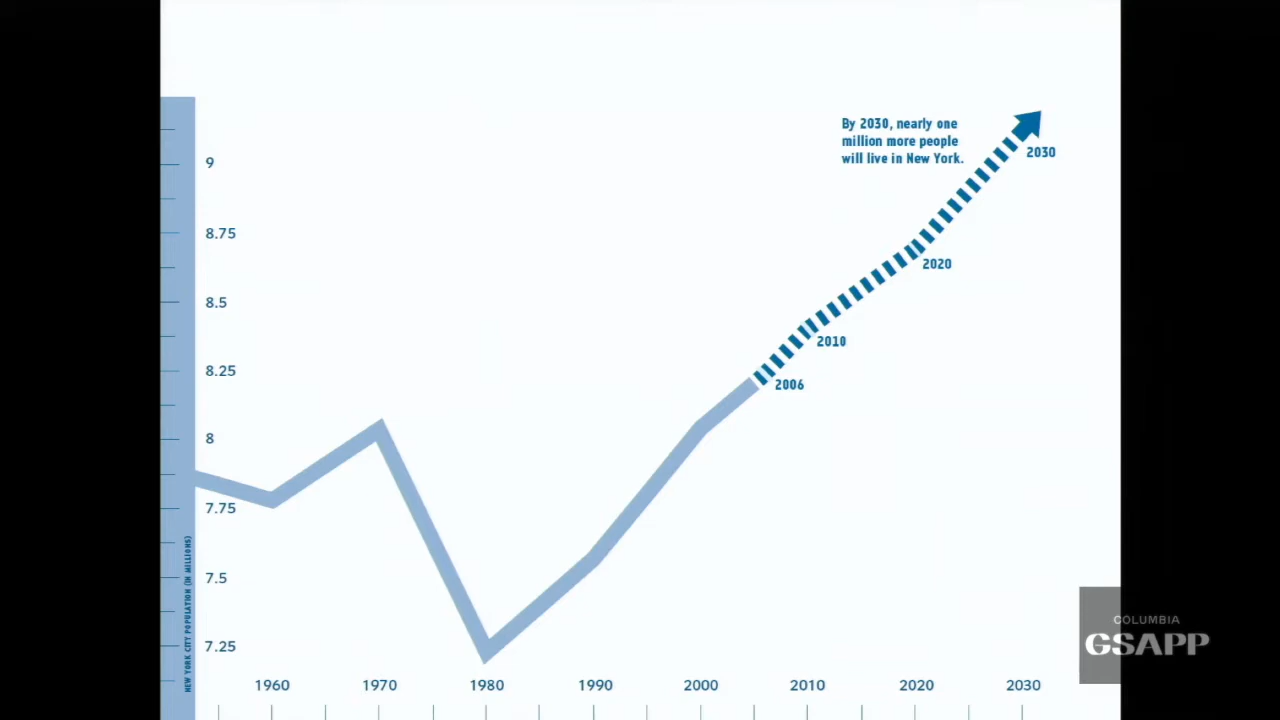 By 2030, nearly one
million more people
will live in New York.
2030
9
8.75
2020
8.5
2010
8.25
2006
8
7.75
7.5
7.25
NEW YORK CITY POPULATION (IN MILLIONS)
1960 1970 1980 1990 2000 2010 2020 2030
COLUMBIA
GSAPP